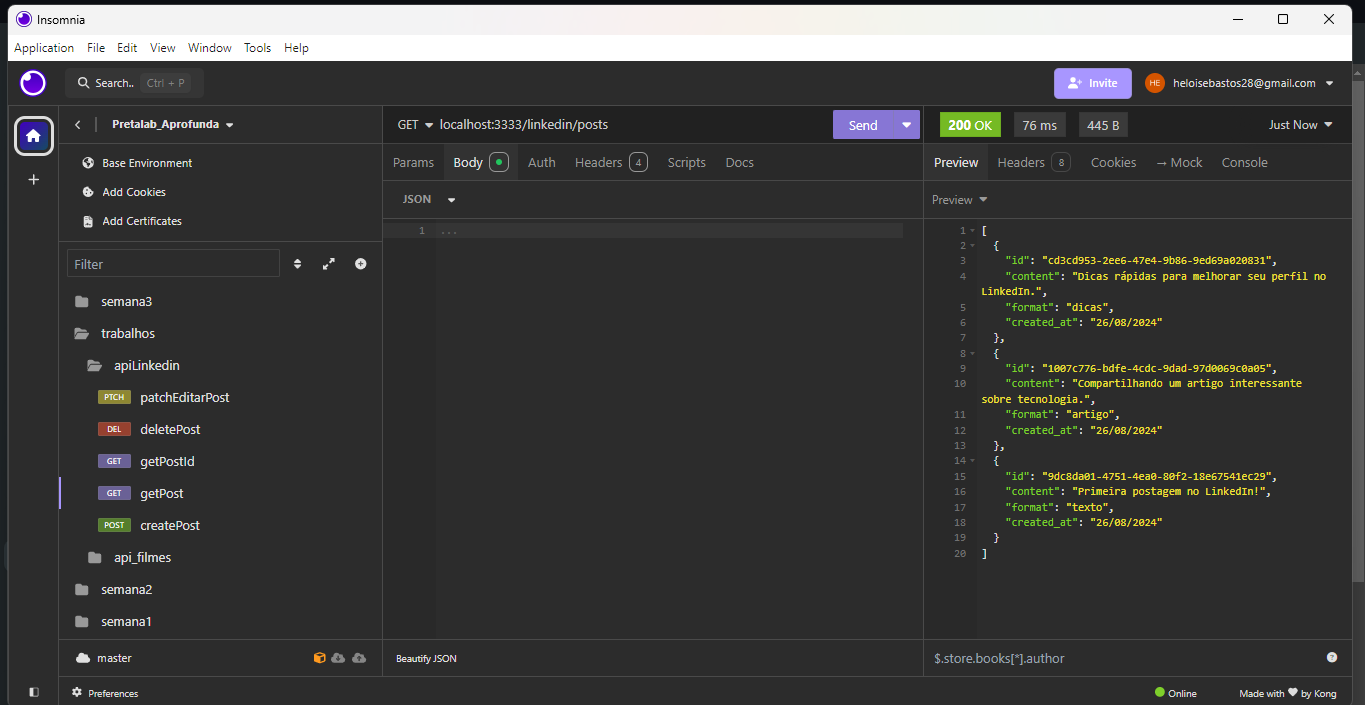 Insomnia
Application File Edit View Window Tools Help
Search.. Ctrl + P
Invite
HE heloisebastos28@gmail.com
Pretalab_Aprofunda
Base Environment
Add Cookies
Add Certificates
Filter
semana3
trabalhos
apiLinkedin
PTCH patchEditarPost
DEL deletePost
GET getPostId
GET getPost
POST createPost
api_filmes
semana2
semana1
master
Preferences
GET localhost:3333/linkedin/posts Send
Params Body Auth Headers 4 Scripts Docs
JSON
1 ...
Beautify JSON
200 OK 76 ms 445 B Just Now
Preview Headers 8 Cookies → Mock Console
Preview
1 [
2 {
3 "id": "cd3cd953-2ee6-47e4-9b86-9ed69a020831",
4 "content": "Dicas rápidas para melhorar seu perfil no
LinkedIn.",
5 "format": "dicas",
6 "created_at": "26/08/2024"
7 },
8 {
9 "id": "1007c776-bdfe-4cdc-9dad-97d0069c0a05",
10 "content": "Compartilhando um artigo interessante
sobre tecnologia.",
11 "format": "artigo",
12 "created_at": "26/08/2024"
13 },
14 {
15 "id": "9dc8da01-4751-4ea0-80f2-18e67541ec29",
16 "content": "Primeira postagem no LinkedIn!",
17 "format": "texto",
18 "created_at": "26/08/2024"
19 }
20 ]
$.store.books[*].author
Online
Made with ❤ by Kong